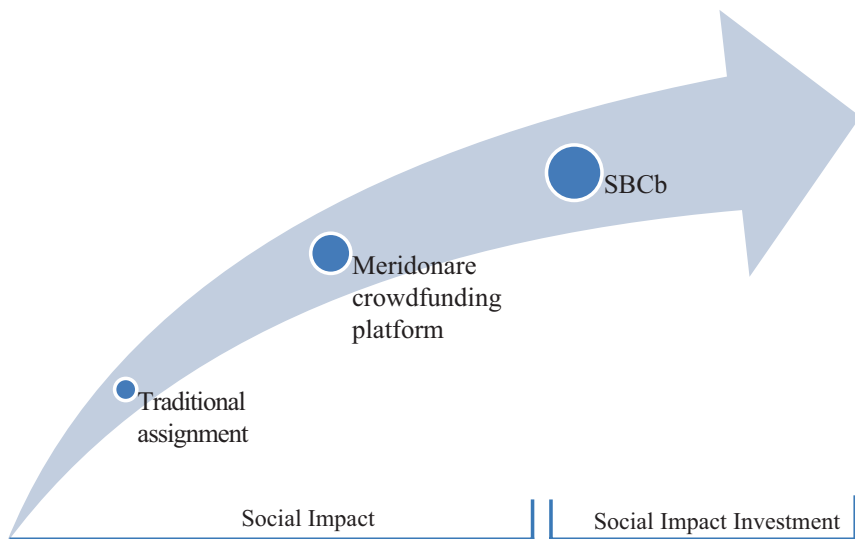 SBCb
Meridonare
crowdfunding
platform
Traditional
assignment
Social Impact
Social Impact Investment